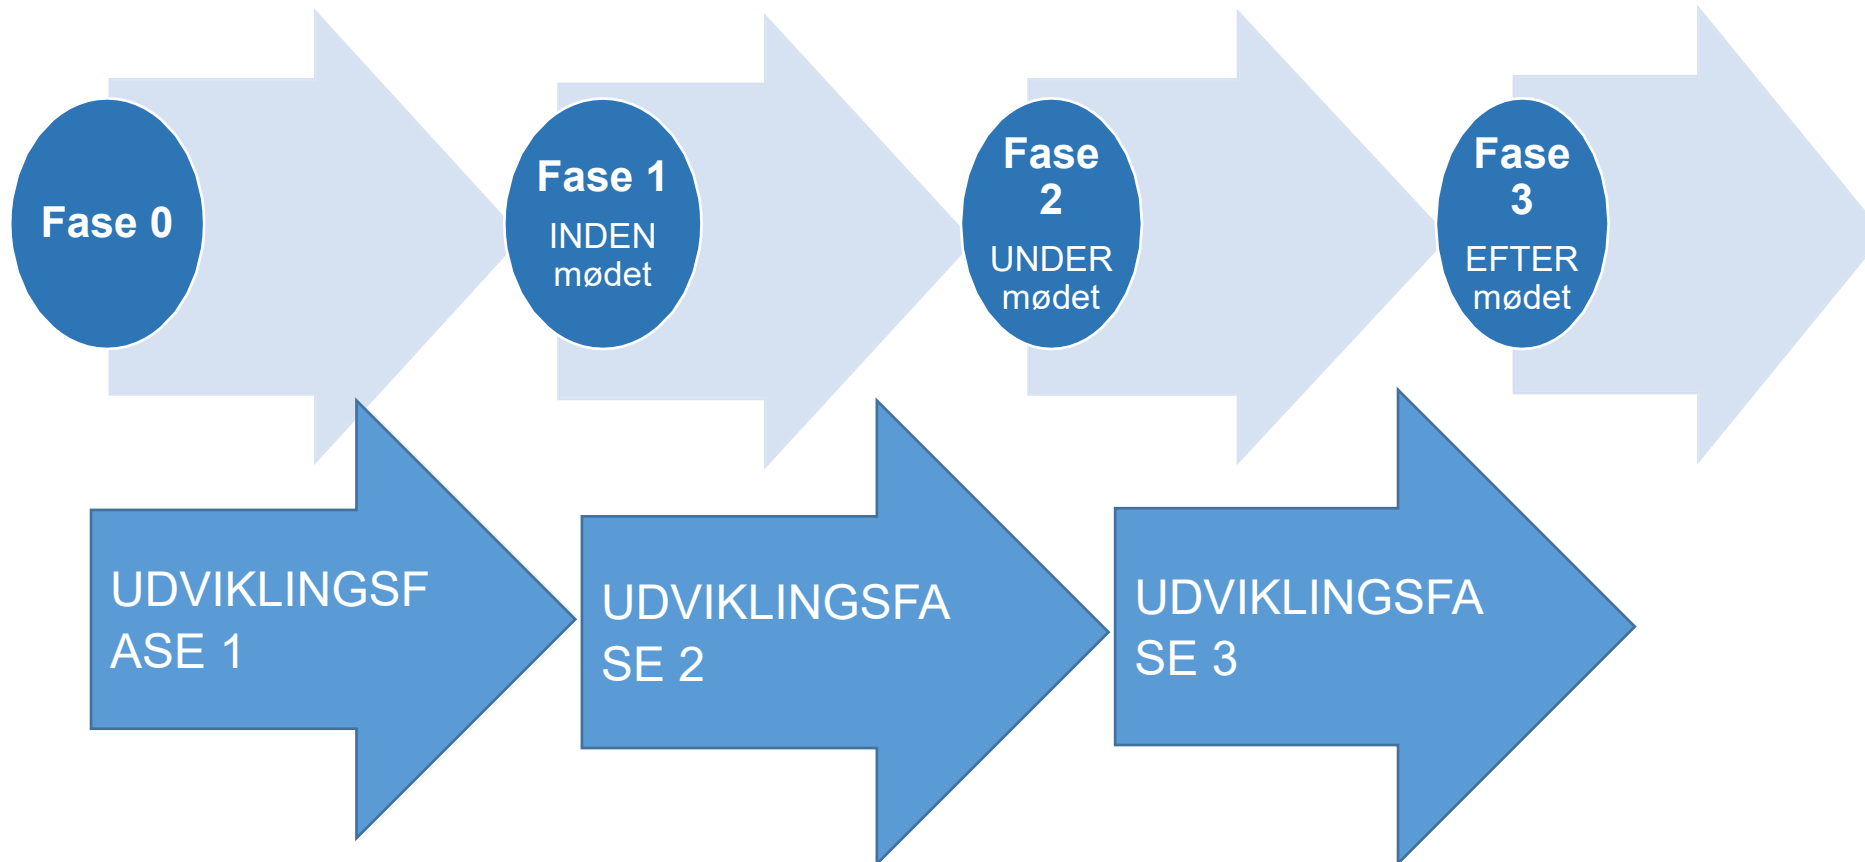 Fase 0
Fase 1
INDEN
mødet
Fase
2
UNDER
mødet
Fase
3
EFTER
mødet
UDVIKLINGSF
ASE 1
UDVIKLINGSFA
SE 2
UDVIKLINGSFA
SE 3